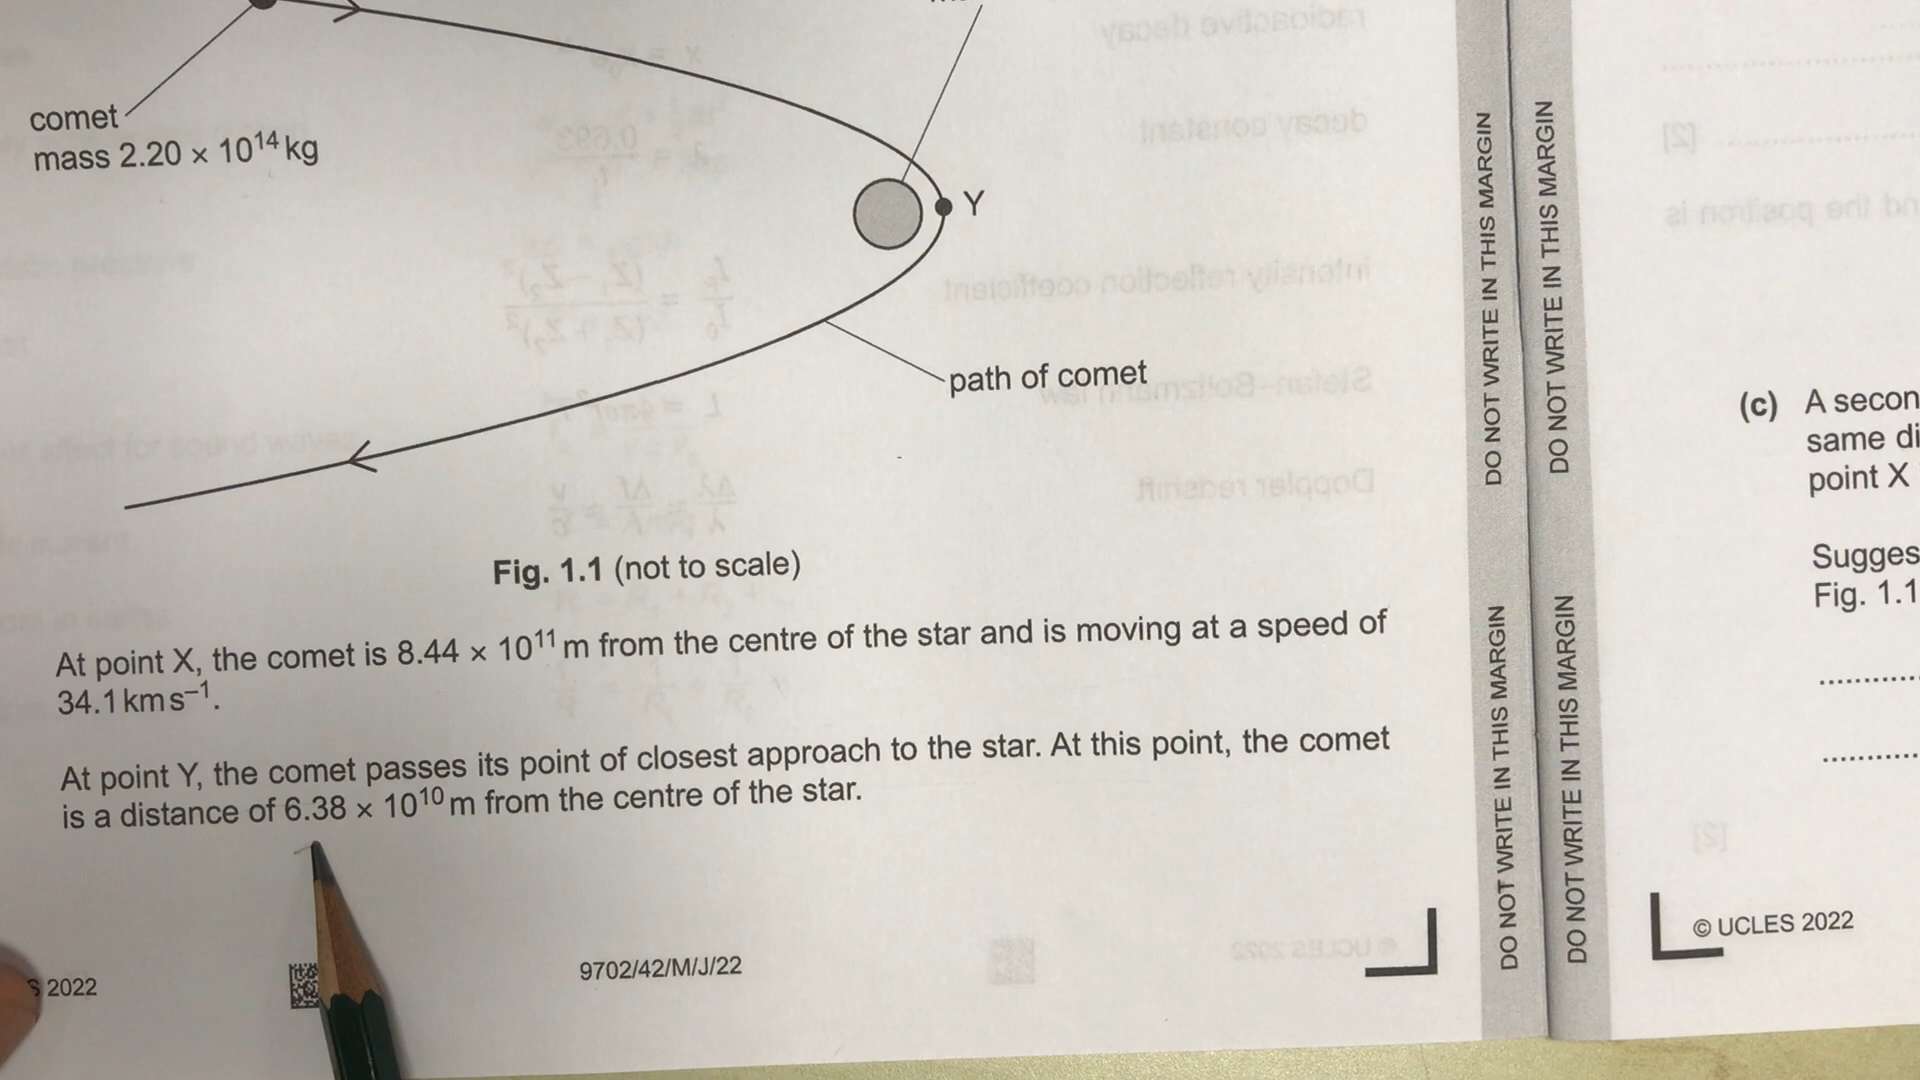 comet
mass 2.20 × 10¹⁴ kg
Y
path of comet
Fig. 1.1 (not to scale)
At point X, the comet is 8.44 × 10¹¹ m from the centre of the star and is moving at a speed of
34.1 km s⁻¹.
At point Y, the comet passes its point of closest approach to the star. At this point, the comet
is a distance of 6.38 × 10¹⁰ m from the centre of the star.
2022
9702/42/M/J/22
DO NOT WRITE IN THIS MARGIN
DO NOT WRITE IN THIS MARGIN
DO NOT WRITE IN THIS MARGIN
DO NOT WRITE IN THIS MARGIN
(c) A secon
same di
point X
Sugges
Fig. 1.1
© UCLES 2022